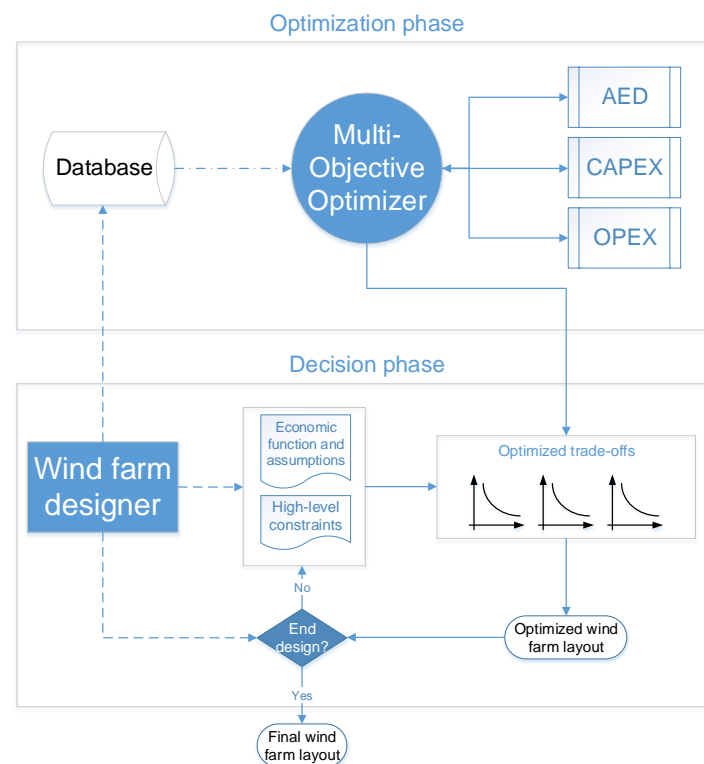 Optimization phase
AED
Multi-
Objective
Optimizer
Database
CAPEX
OPEX
Decision phase
Economic
function and
assumptions
Optimized trade-offs
Wind farm
designer
High-level
constraints
No
End
design?
Optimized wind
farm layout
Yes
Final wind
farm layout